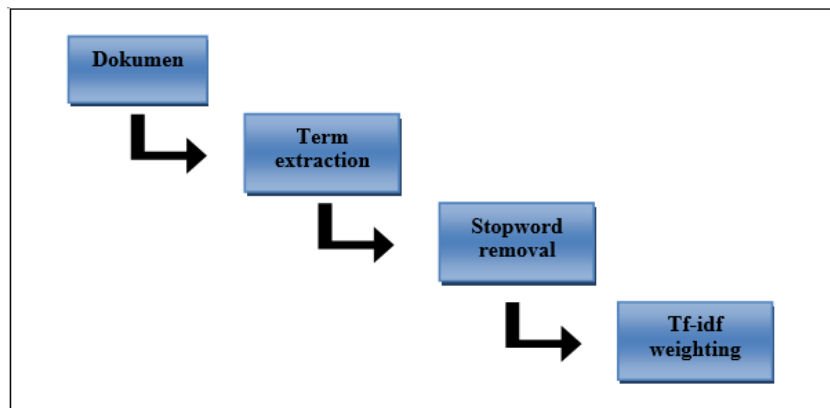 Dokumen
Term
extraction
Stopword
removal
Tf-idf
weighting